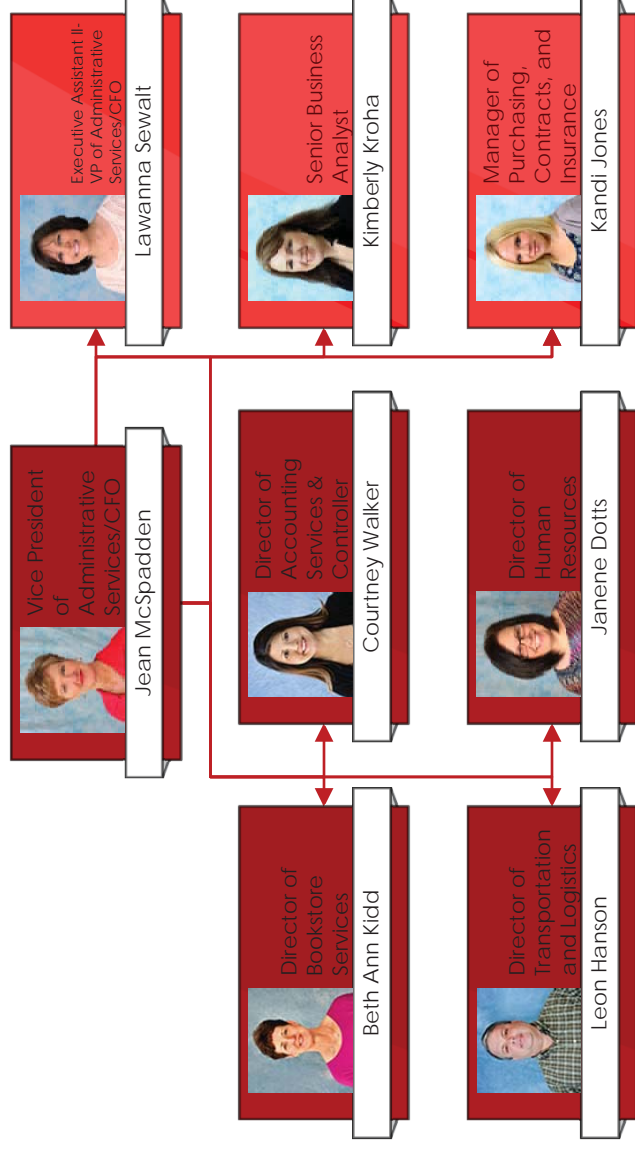 Vice President
of
Administrative
Services/CFO
Jean McSpadden
Executive Assistant II-
VP of Administrative
Services/CFO
Lawanna Sewalt
Director of
Bookstore
Services
Beth Ann Kidd
Director of
Accounting
Services &
Controller
Courtney Walker
Senior Business
Analyst
Kimberly Kroha
Director of
Transportation
and Logistics
Leon Hanson
Director of
Human
Resources
Janene Dotts
Manager of
Purchasing,
Contracts, and
Insurance
Kandi Jones